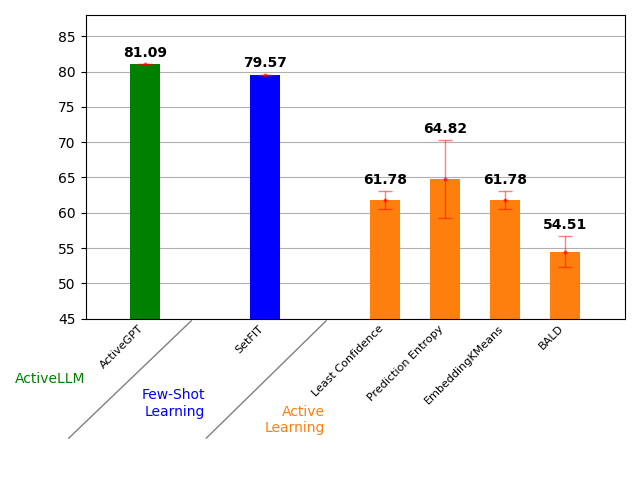 85
80
75
70
65
60
55
50
45
81.09
79.57
61.78
64.82
61.78
54.51
ActiveGPT
SetFIT
Least Confidence
Prediction Entropy
EmbeddingKMeans
BALD
ActiveLLM
Few-Shot
Learning
Active
Learning